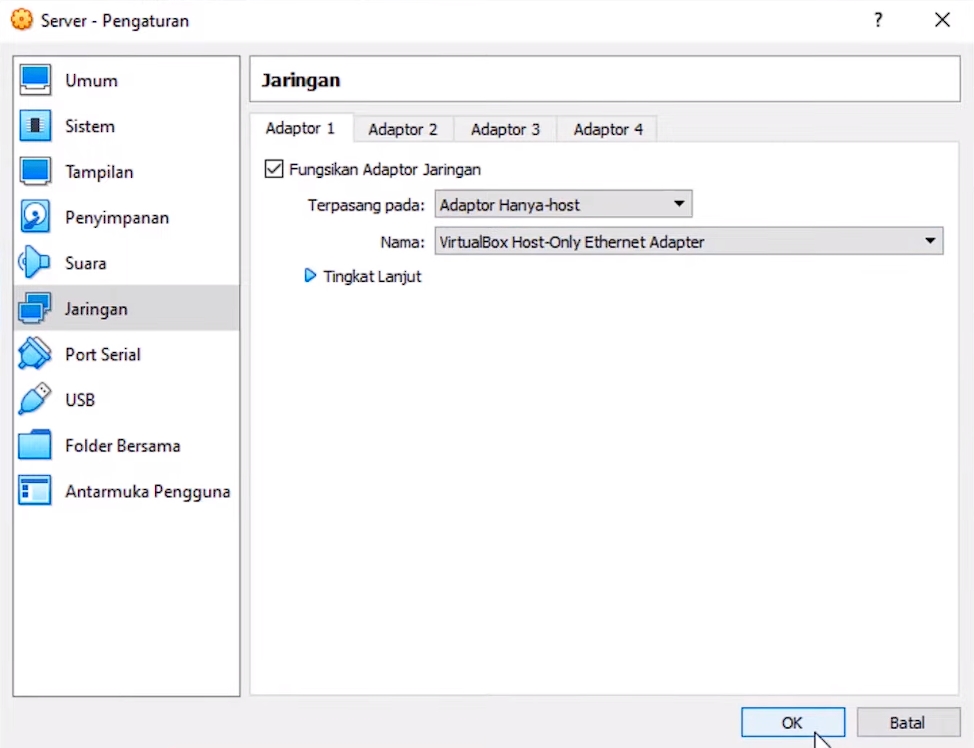 Server - Pengaturan
?
Umum
Sistem
Tampilan
Penyimpanan
Suara
Jaringan
Port Serial
USB
Folder Bersama
Antarmuka Pengguna
Jaringan
Adaptor 1 Adaptor 2 Adaptor 3 Adaptor 4
Fungsikan Adaptor Jaringan
Terpasang pada: Adaptor Hanya-host
Nama: VirtualBox Host-Only Ethernet Adapter
Tingkat Lanjut
OK Batal